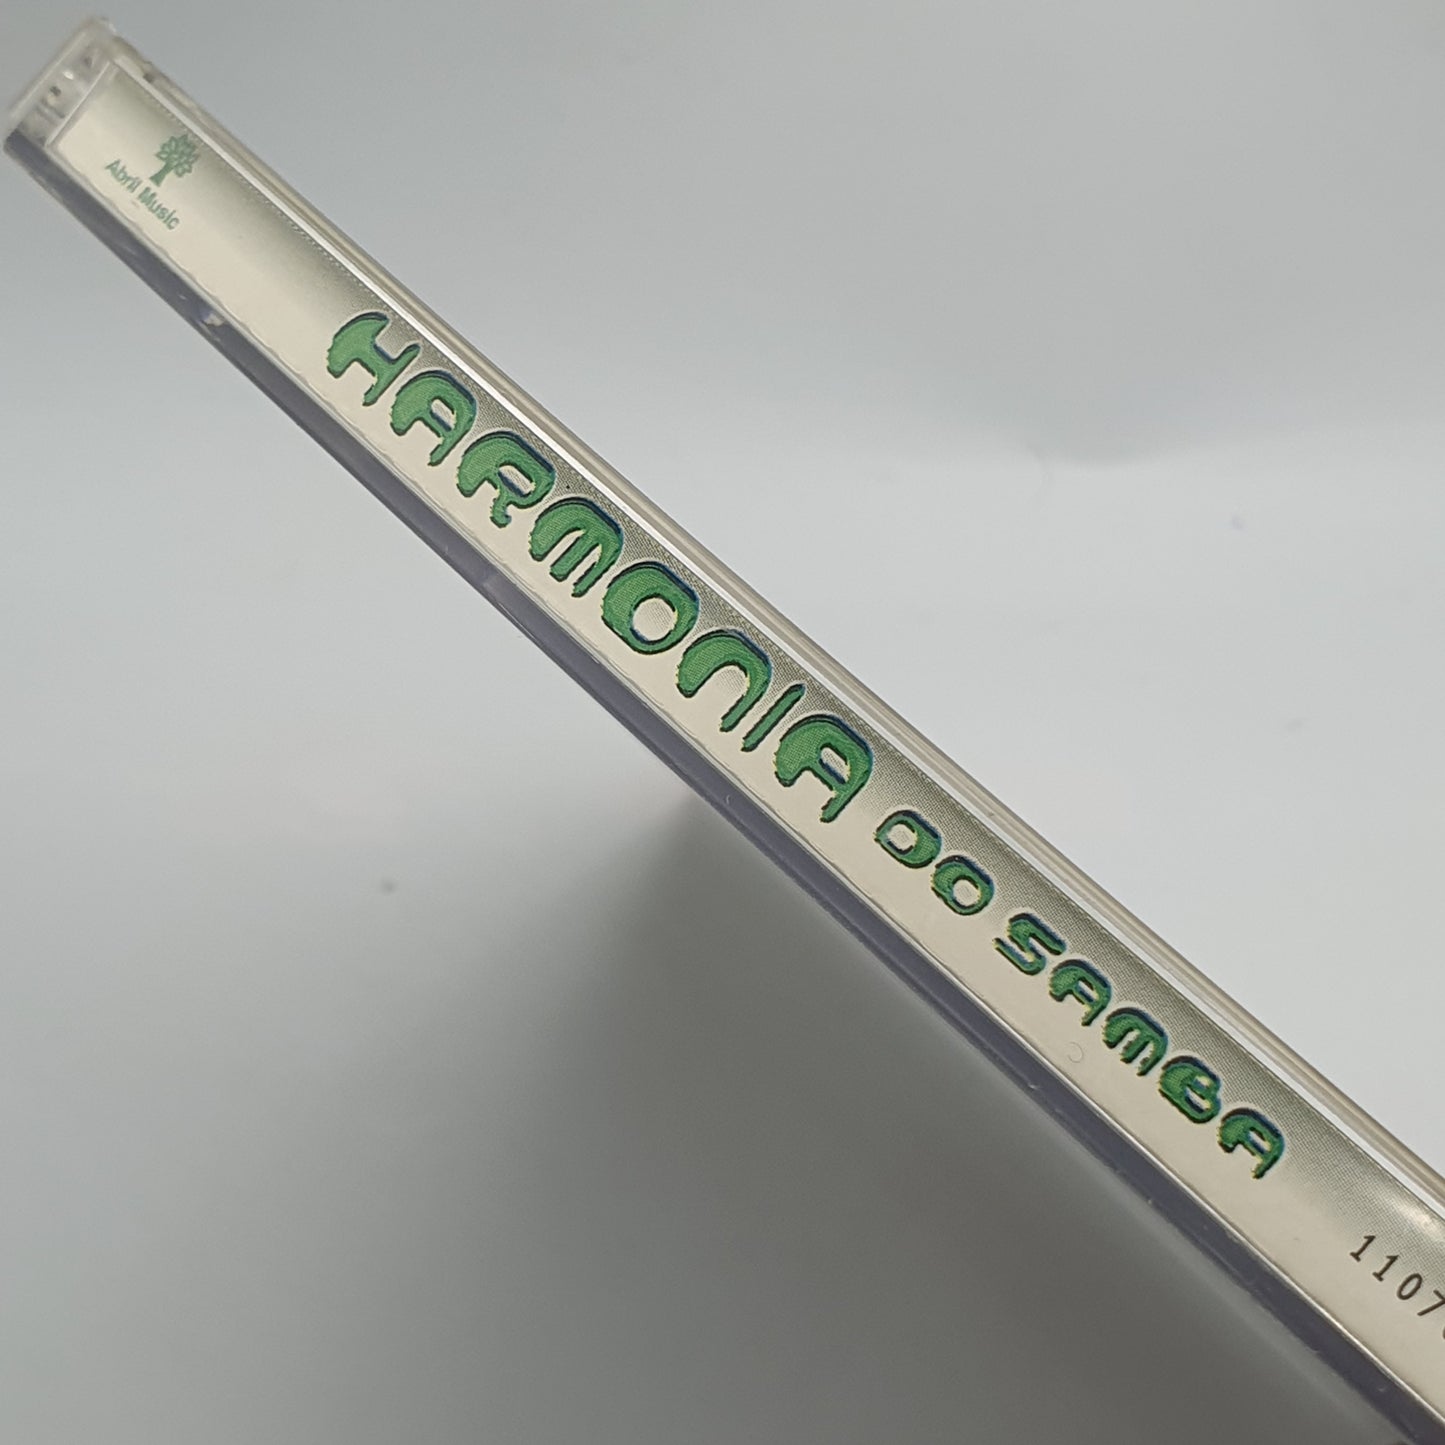 Abril Music
HARMONIA DO SAMBA
1107